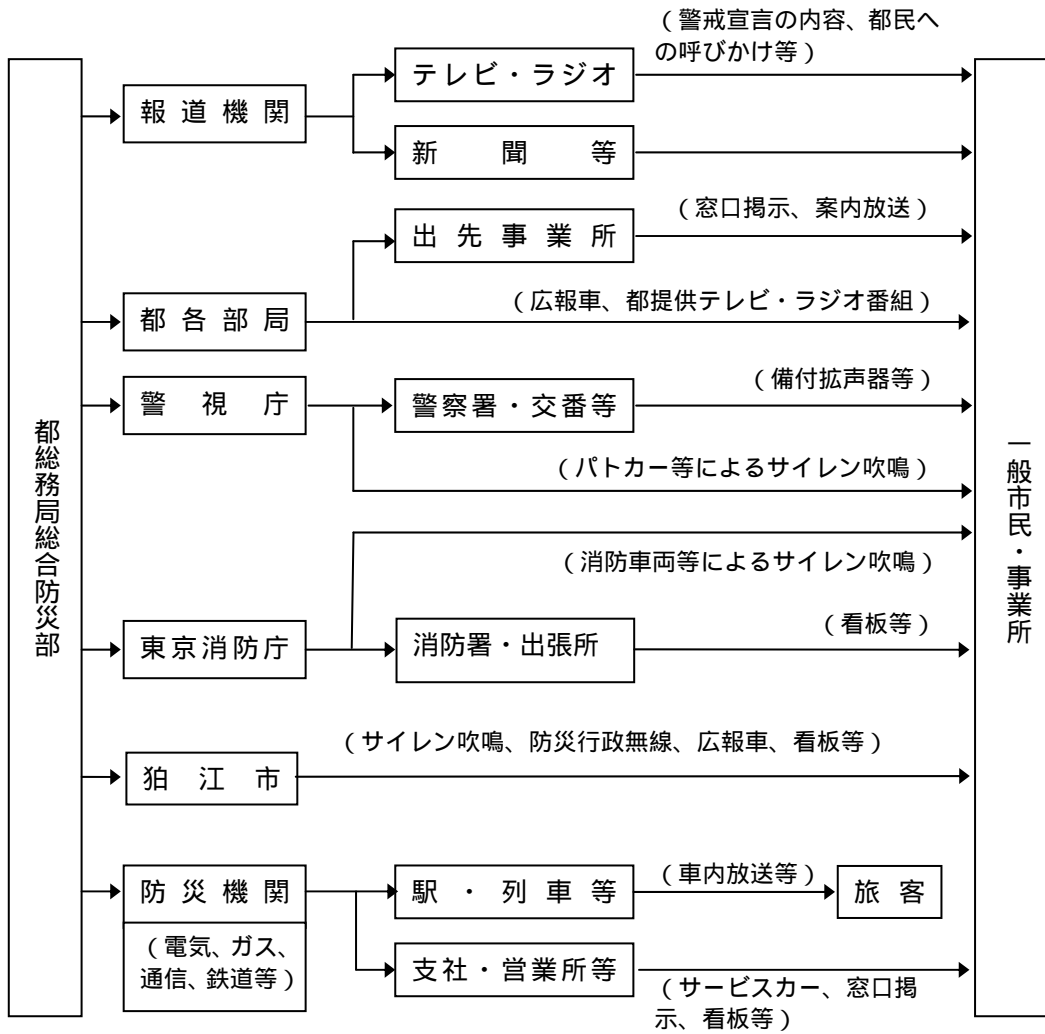 （警戒宣言の内容、都民へ
の呼びかけ等）
テレビ・ラジオ
報道機関
新聞等
（窓口掲示、案内放送）
出先事業所
（広報車、都提供テレビ・ラジオ番組）
都各部局
（備付拡声器等）
警視庁
警察署・交番等
（パトカー等によるサイレン吹鳴）
都総務局総合防災部
一般市民・事業所
（消防車両等によるサイレン吹鳴）
（看板等）
東京消防庁
消防署・出張所
（サイレン吹鳴、防災行政無線、広報車、看板等）
狛江市
防災機関
（電気、ガス、
通信、鉄道等）
駅・列車等
（車内放送等）
旅客
支社・営業所等
（サービスカー、窓口掲
示、看板等）